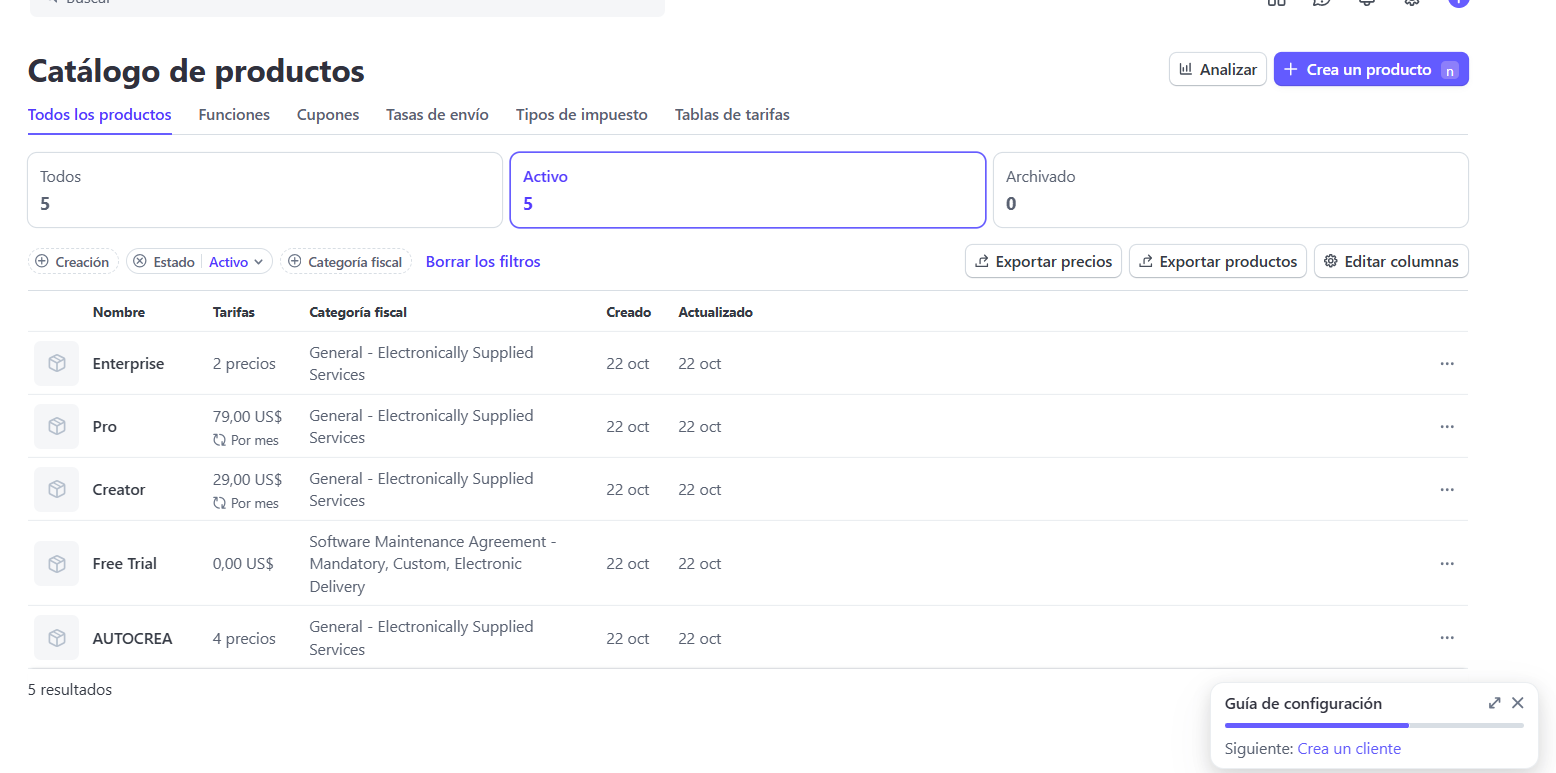 Buscar
Catálogo de productos
Analizar
Crea un producto n
Todos los productos Funciones Cupones Tasas de envío Tipos de impuesto Tablas de tarifas
Todos Activo Archivado
5 5 0
Creación Estado Activo Categoría fiscal Borrar los filtros Exportar precios Exportar productos Editar columnas
Nombre Tarifas Categoría fiscal Creado Actualizado
Enterprise 2 precios General - Electronically Supplied 22 oct 22 oct ···
Services
Pro 79,00 US$ General - Electronically Supplied 22 oct 22 oct ···
Por mes Services
Creator 29,00 US$ General - Electronically Supplied 22 oct 22 oct ···
Por mes Services
Software Maintenance Agreement -
Free Trial 0,00 US$ Mandatory, Custom, Electronic 22 oct 22 oct ···
Delivery
AUTOCREA 4 precios General - Electronically Supplied 22 oct 22 oct ···
Services
5 resultados
Guía de configuración
Siguiente: Crea un cliente